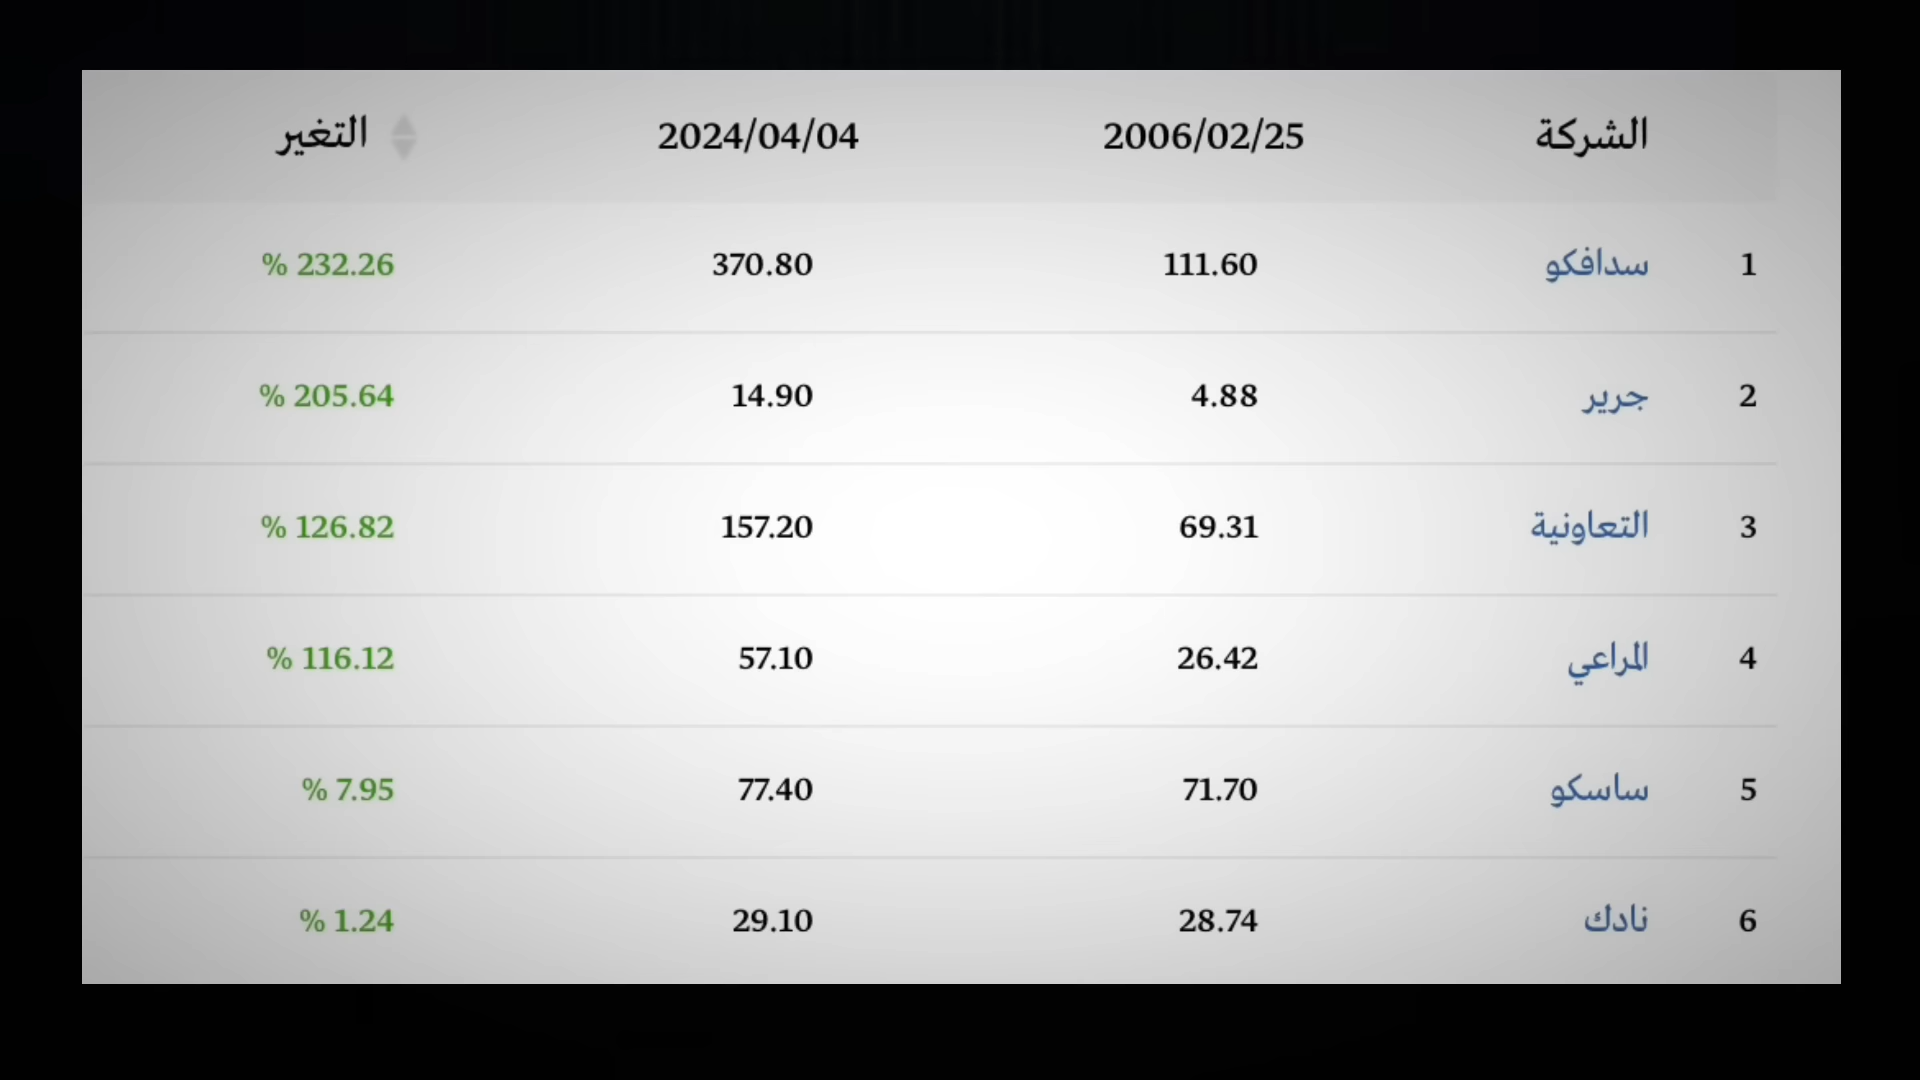 الشركة 2006/02/25 2024/04/04 التغير
1 سدافكو 111.60 370.80 232.26 %
2 جرير 4.88 14.90 205.64 %
3 التعاونية 69.31 157.20 126.82 %
4 المراعي 26.42 57.10 116.12 %
5 ساسكو 71.70 77.40 7.95 %
6 نادك 28.74 29.10 1.24 %